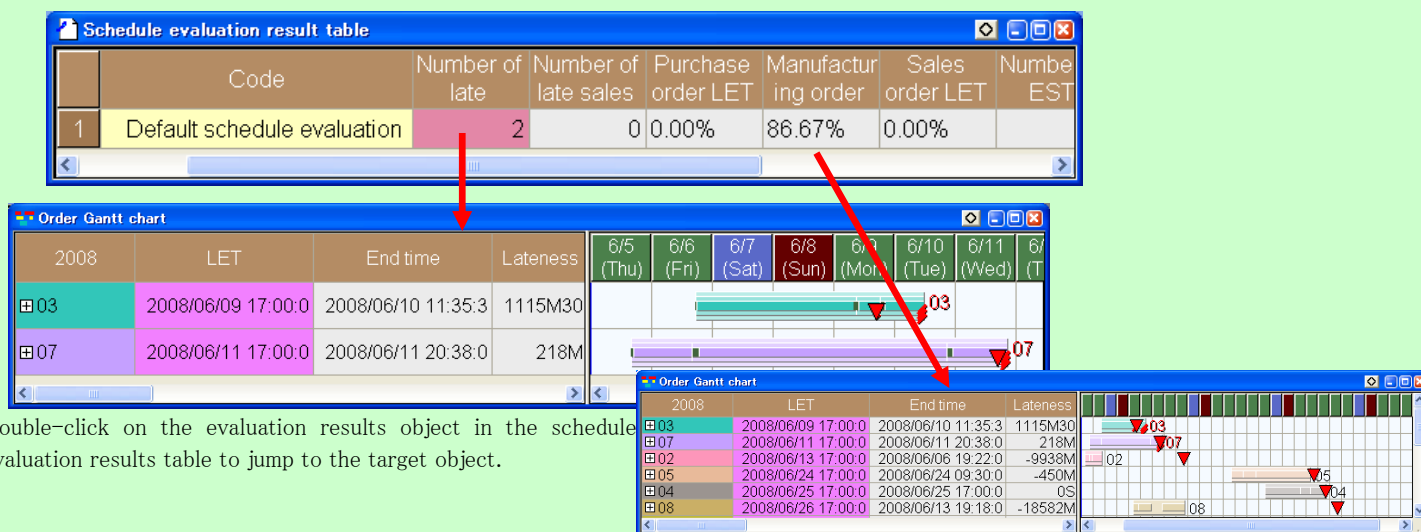 Schedule evaluation result table
Code Number of late Number of late sales Purchase order LET Manufactur ing order Sales order LET Numbe EST
1 Default schedule evaluation 2 0 0.00% 86.67% 0.00%
Order Gantt chart
2008 LET End time Lateness 6/5 (Thu) 6/6 (Fri) 6/7 (Sat) 6/8 (Sun) 6/9 (Mon) 6/10 (Tue) 6/11 (Wed) 6/ (T
03 2008/06/09 17:00:0 2008/06/10 11:35:3 1115M30 03
07 2008/06/11 17:00:0 2008/06/11 20:38:0 218M 07
ouble-click on the evaluation results object in the schedule
valuation results table to jump to the target object.
Order Gantt chart
2008 LET End time Lateness
03 2008/06/09 17:00:0 2008/06/10 11:35:3 1115M30 03
07 2008/06/11 17:00:0 2008/06/11 20:38:0 218M 07
02 2008/06/13 17:00:0 2008/06/06 19:22:0 -9938M 02
05 2008/06/24 17:00:0 2008/06/24 09:30:0 -450M 05
04 2008/06/25 17:00:0 2008/06/25 17:00:0 0S 04
08 2008/06/26 17:00:0 2008/06/13 19:18:0 -18582M 08